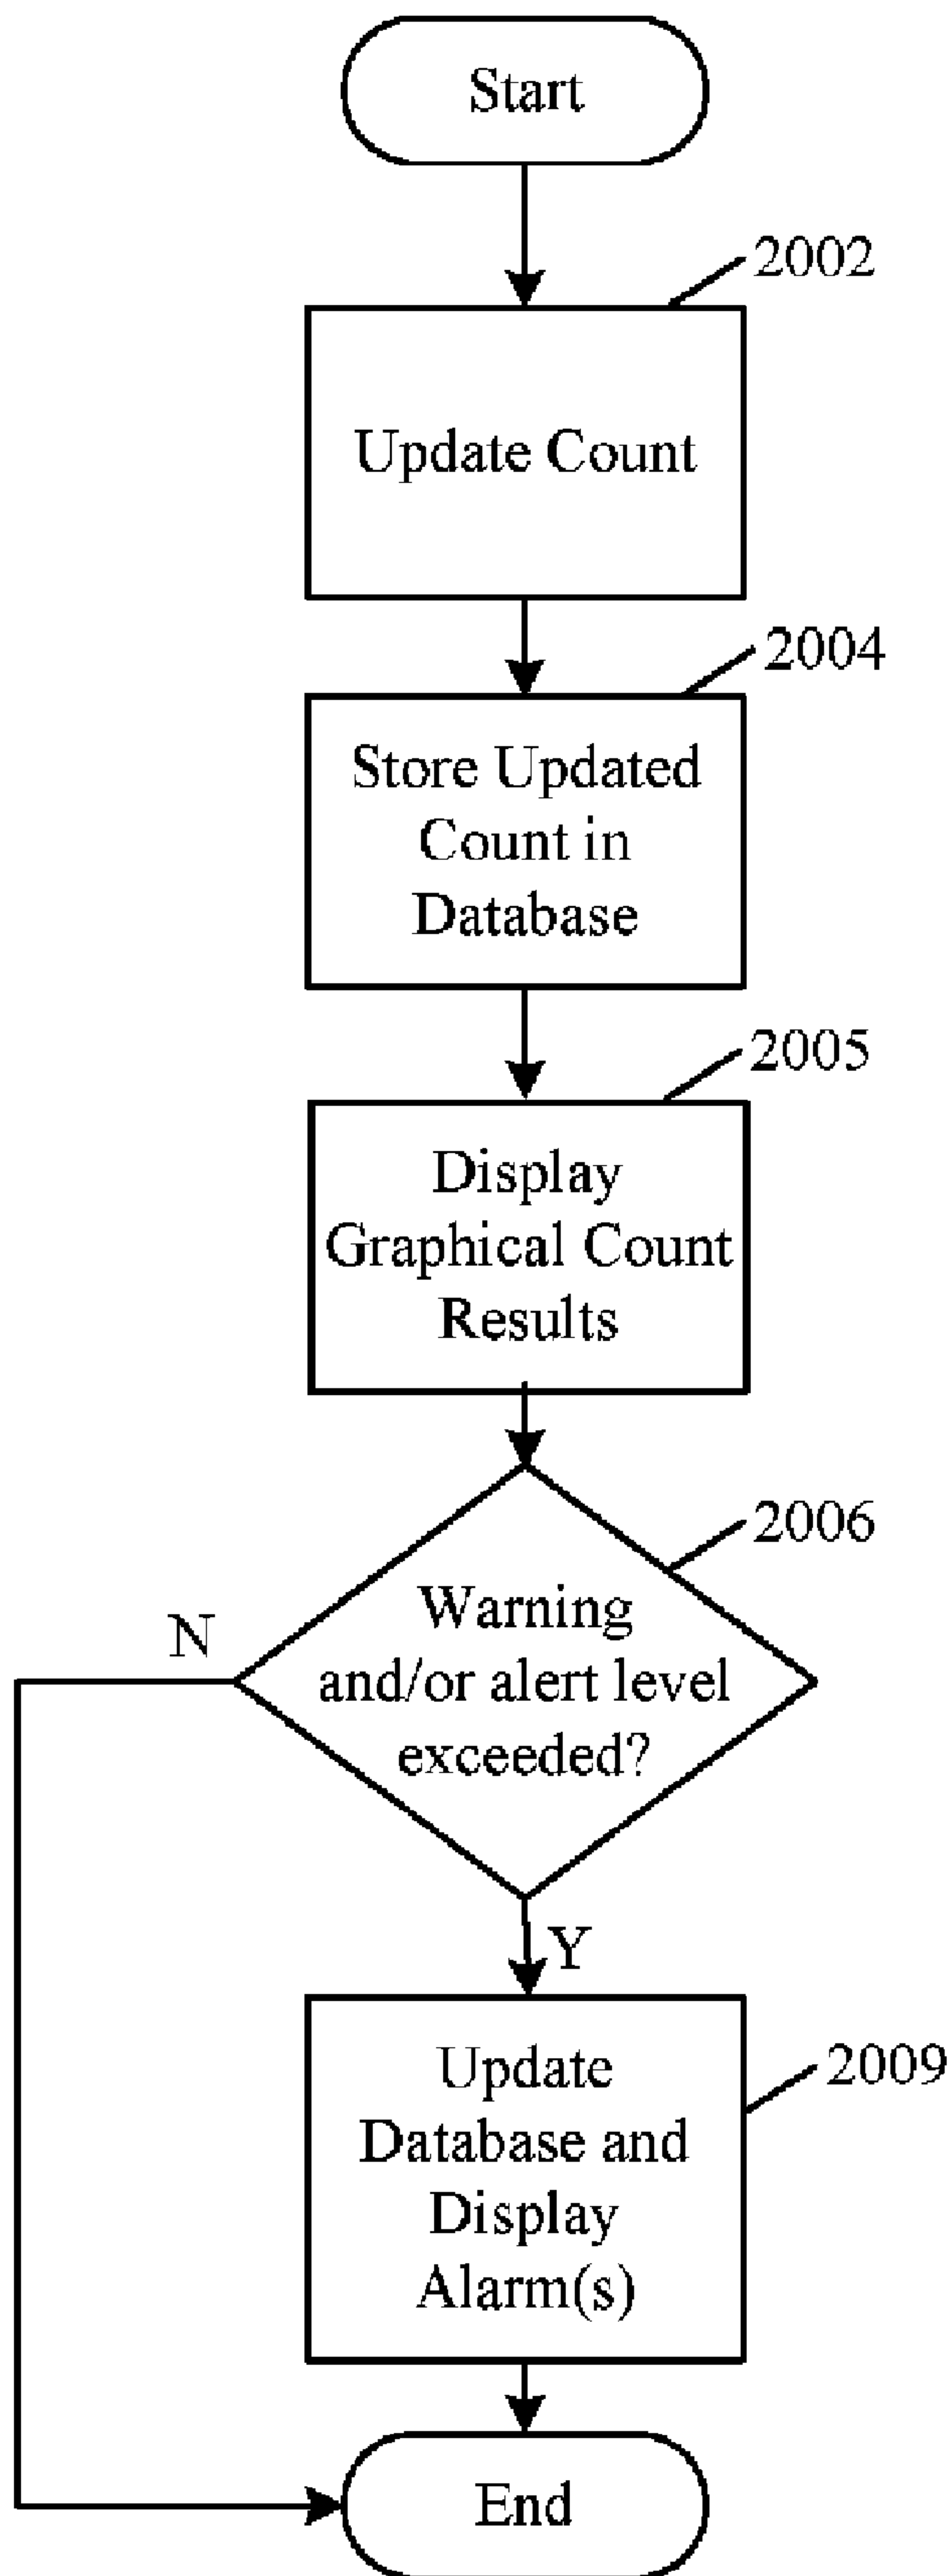 Start
2002
Update Count
2004
Store Updated
Count in
Database
2005
Display
Graphical Count
Results
2006
Warning
and/or alert level
exceeded?
N
Y
2009
Update
Database and
Display
Alarm(s)
End